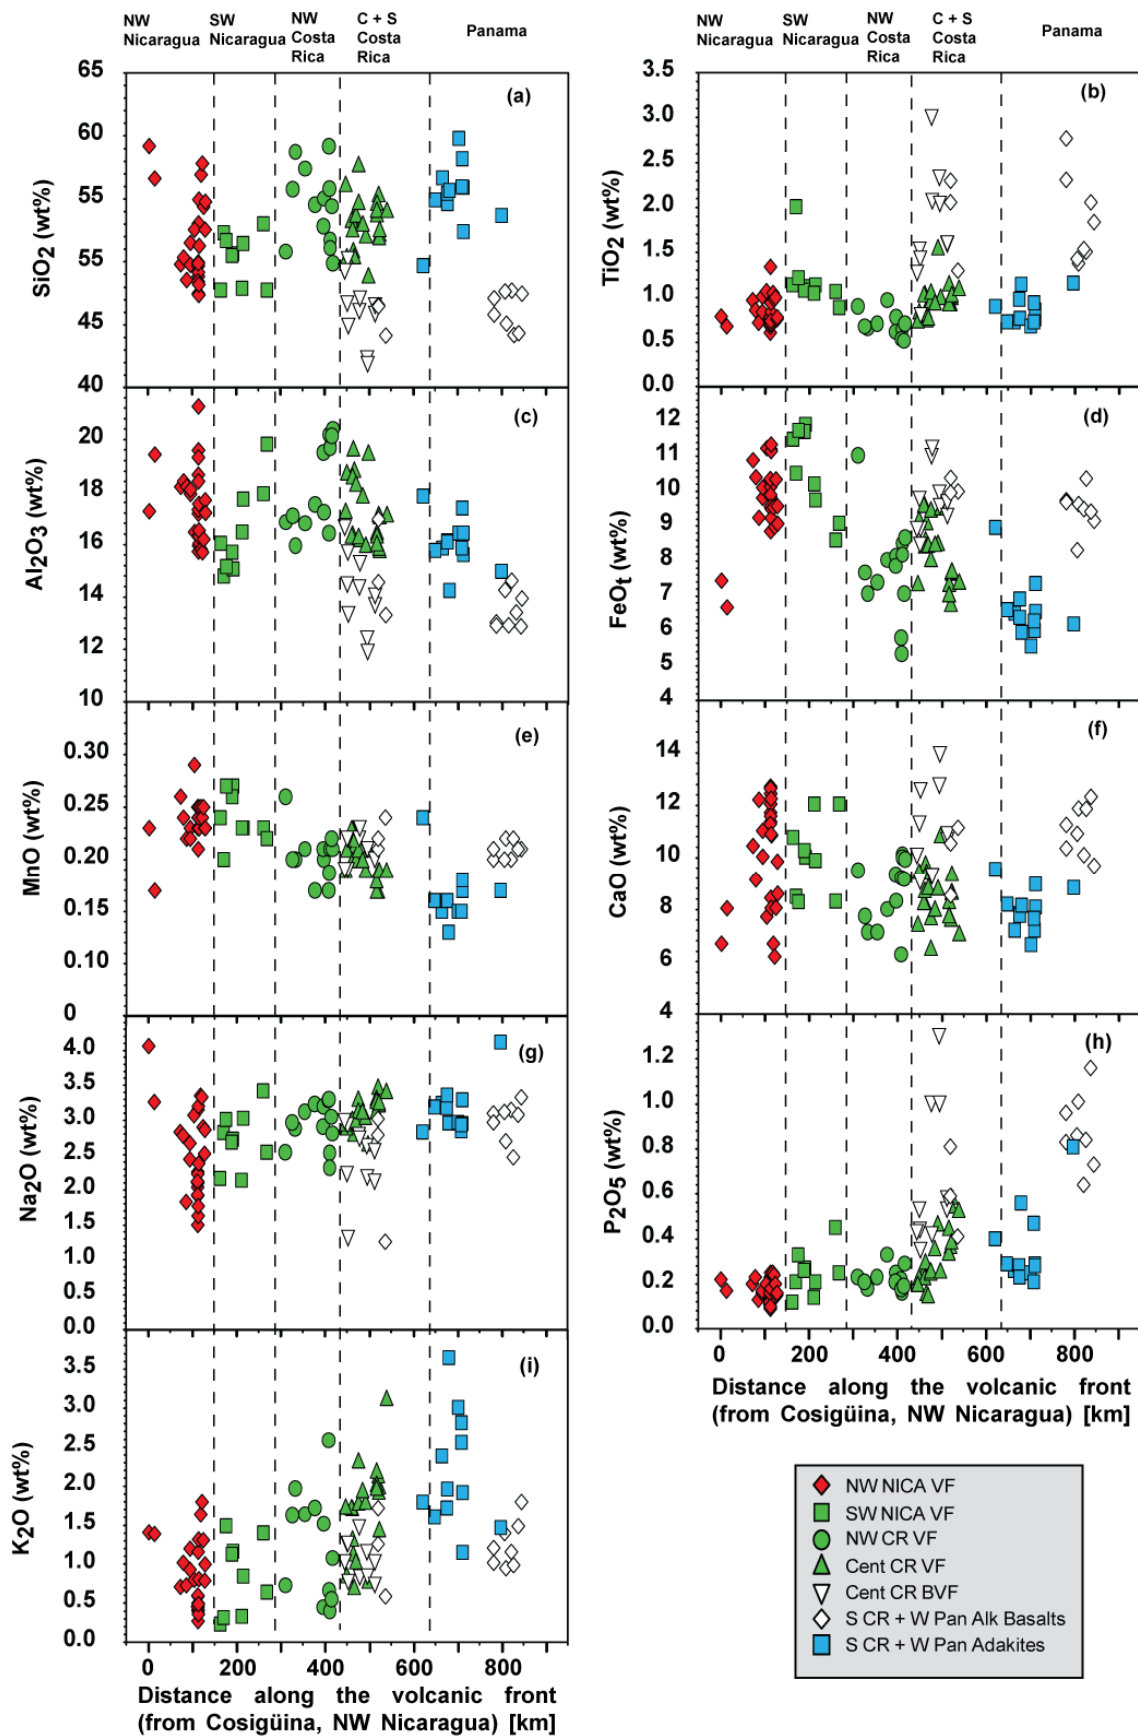 NW
Nicaragua
SW
Nicaragua
NW
Costa
Rica
C + S
Costa
Rica
Panama
NW
Nicaragua
SW
Nicaragua
NW
Costa
Rica
C + S
Costa
Rica
Panama
SiO2 (wt%)
65
60
55
55
45
40
(a)
TiO2 (wt%)
3.5
3.0
2.5
2.0
1.5
1.0
0.5
0.0
(b)
Al2O3 (wt%)
20
18
16
14
12
10
(c)
FeOt (wt%)
12
11
10
9
8
7
6
5
4
(d)
MnO (wt%)
0.30
0.25
0.20
0.15
0.10
0
(e)
CaO (wt%)
14
12
10
8
6
4
(f)
Na2O (wt%)
4.0
3.5
3.0
2.5
2.0
1.5
1.0
0.5
0.0
(g)
P2O5 (wt%)
1.2
1.0
0.8
0.6
0.4
0.2
0.0
(h)
K2O (wt%)
3.5
3.0
2.5
2.0
1.5
1.0
0.5
0.0
(i)
0 200 400 600 800
Distance along the volcanic front
(from Cosigüina, NW Nicaragua) [km]
0 200 400 600 800
Distance along the volcanic front
(from Cosigüina, NW Nicaragua) [km]
NW NICA VF
SW NICA VF
NW CR VF
Cent CR VF
Cent CR BVF
S CR + W Pan Alk Basalts
S CR + W Pan Adakites